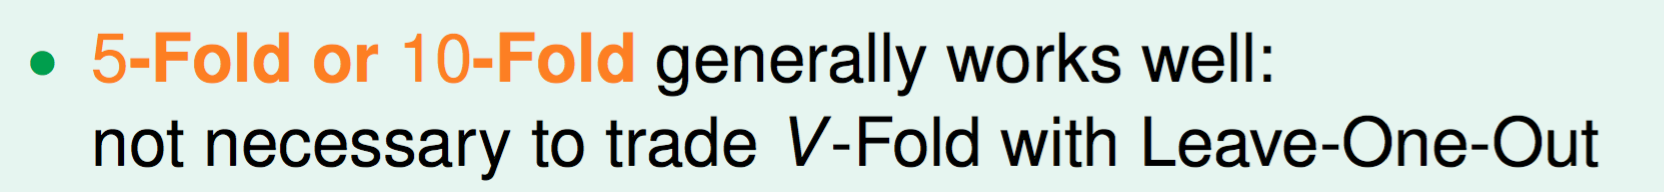 • 5-Fold or 10-Fold generally works well:
not necessary to trade V-Fold with Leave-One-Out